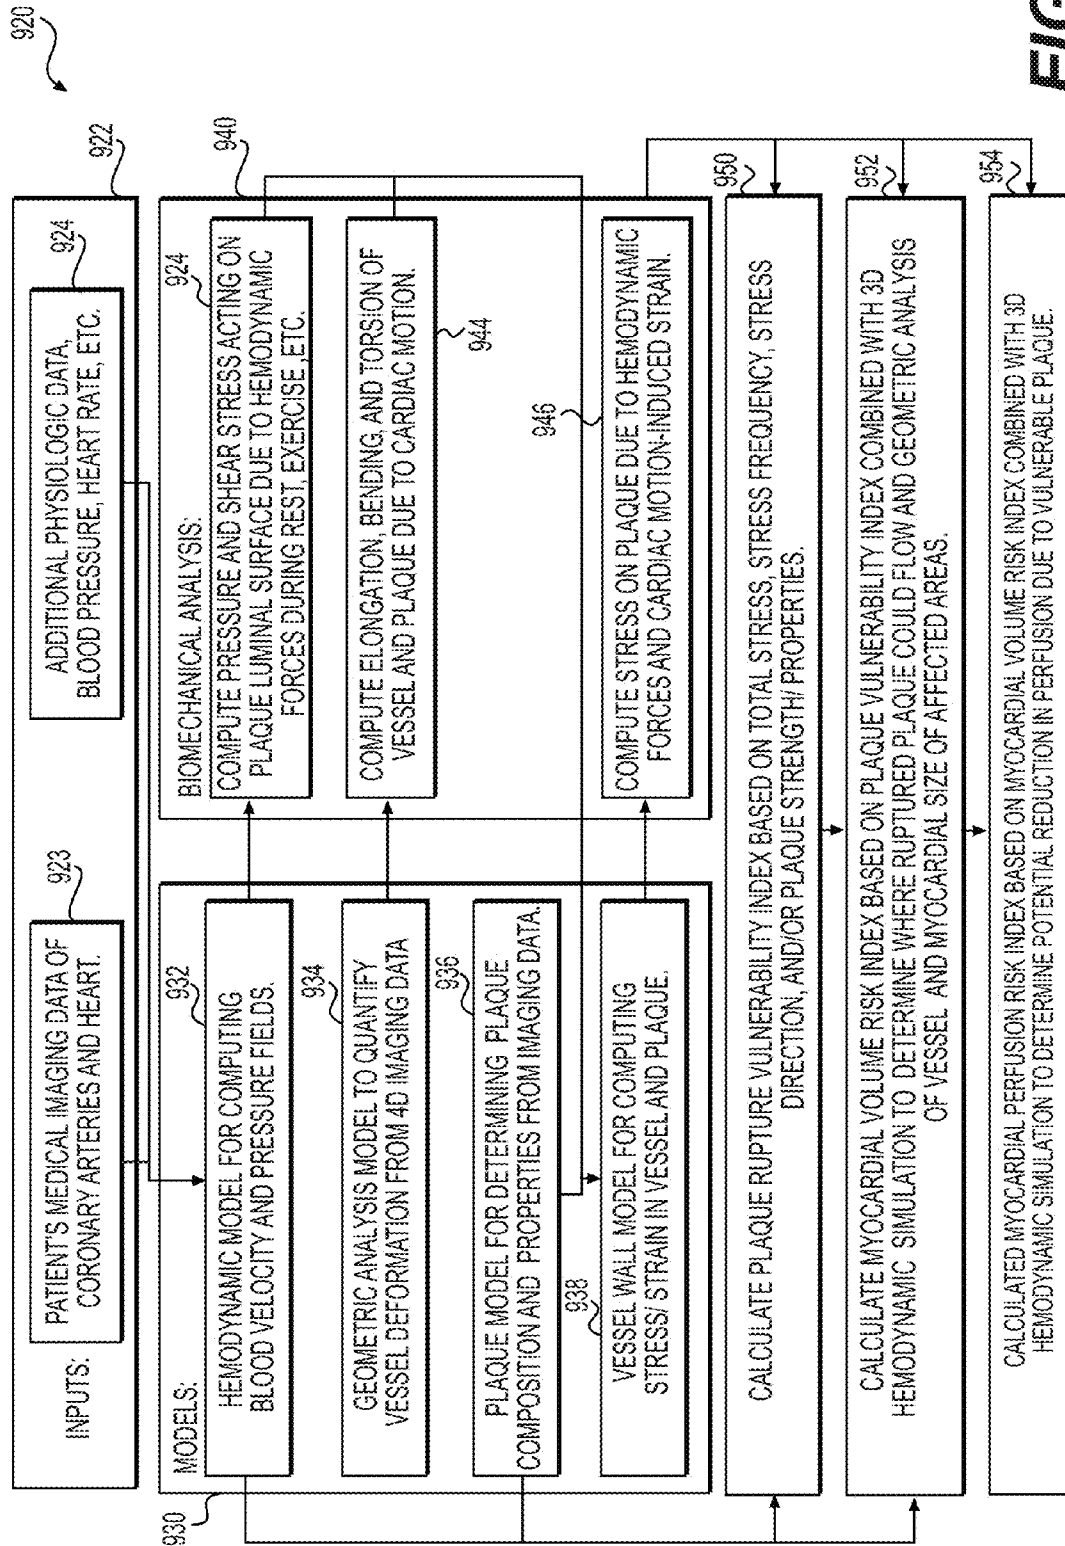 920
922
INPUTS:
923
PATIENT'S MEDICAL IMAGING DATA OF
CORONARY ARTERIES AND HEART.
924
ADDITIONAL PHYSIOLOGIC DATA,
BLOOD PRESSURE, HEART RATE, ETC.
930
MODELS:
932
HEMODYNAMIC MODEL FOR COMPUTING
BLOOD VELOCITY AND PRESSURE FIELDS.
934
GEOMETRIC ANALYSIS MODEL TO QUANTIFY
VESSEL DEFORMATION FROM 4D IMAGING DATA
936
PLAQUE MODEL FOR DETERMINING PLAQUE
COMPOSITION AND PROPERTIES FROM IMAGING DATA.
938
VESSEL WALL MODEL FOR COMPUTING
STRESS/ STRAIN IN VESSEL AND PLAQUE.
940
BIOMECHANICAL ANALYSIS:
924
COMPUTE PRESSURE AND SHEAR STRESS ACTING ON
PLAQUE LUMINAL SURFACE DUE TO HEMODYNAMIC
FORCES DURING REST, EXERCISE ,ETC.
COMPUTE ELONGATION, BENDING, AND TORSION OF
VESSEL AND PLAQUE DUE TO CARDIAC MOTION.
944
946
COMPUTE STRESS ON PLAQUE DUE TO HEMODYNAMIC
FORCES AND CARDIAC MOTION-INDUCED STRAIN.
950
CALCULATE PLAQUE RUPTURE VULNERABILITY INDEX BASED ON TOTAL STRESS, STRESS FREQUENCY, STRESS
DIRECTION, AND/OR PLAQUE STRENGTH/ PROPERTIES.
952
CALCULATE MYOCARDIAL VOLUME RISK INDEX BASED ON PLAQUE VULNERABILITY INDEX COMBINED WITH 3D
HEMODYNAMIC SIMULATION TO DETERMINE WHERE RUPTURED PLAQUE COULD FLOW AND GEOMETRIC ANALYSIS
OF VESSEL AND MYOCARDIAL SIZE OF AFFECTED AREAS.
954
CALCULATED MYOCARDIAL PERFUSION RISK INDEX BASED ON MYOCARDIAL VOLUME RISK INDEX COMBINED WITH 3D
HEMODYNAMIC SIMULATION TO DETERMINE POTENTIAL REDUCTION IN PERFUSION DUE TO VULNERABLE PLAQUE.
FIG